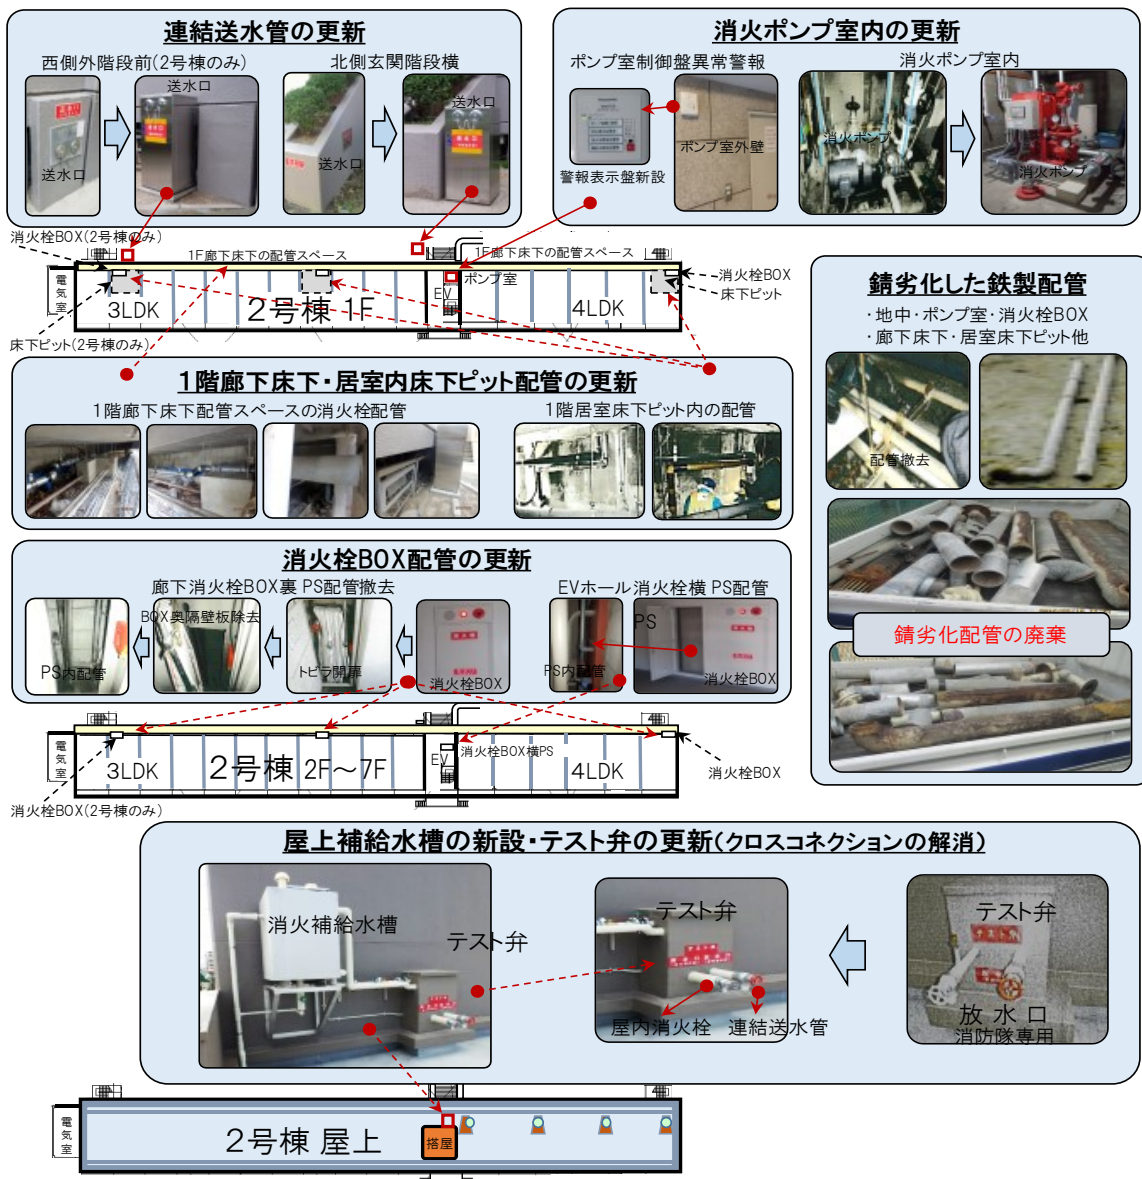 連結送水管の更新
西側外階段前(2号棟のみ)
北側玄関階段横
送水口
送水口
送水口
送水口
消火ポンプ室内の更新
ポンプ室制御盤異常警報
消火ポンプ室内
ポンプ室外壁
警報表示盤新設
消火ポンプ
消火ポンプ
消火栓BOX(2号棟のみ)
1F廊下床下の配管スペース
1F廊下床下の配管スペース
電気室
3LDK
2号棟 1F
EV
ポンプ室
4LDK
消火栓BOX
床下ピット
床下ピット(2号棟のみ)
錆劣化した鉄製配管
・地中・ポンプ室・消火栓BOX
・廊下床下・居室床下ピット他
配管撤去
錆劣化配管の廃棄
1階廊下床下・居室内床下ピット配管の更新
1階廊下床下配管スペースの消火栓配管
1階居室床下ピット内の配管
消火栓BOX配管の更新
廊下消火栓BOX裏 PS配管撤去
EVホール消火栓横 PS配管
PS内配管
BOX奥隔壁板除去
トビラ開扉
消火栓BOX
PS内配管
PS
消火栓BOX
電気室
3LDK
2号棟 2F～7F
EV
消火栓BOX横PS
4LDK
消火栓BOX
消火栓BOX(2号棟のみ)
屋上補給水槽の新設・テスト弁の更新(クロスコネクションの解消)
消火補給水槽
テスト弁
テスト弁
屋内消火栓
連結送水管
テスト弁
放水口
消防隊専用
電気室
2号棟 屋上
搭屋